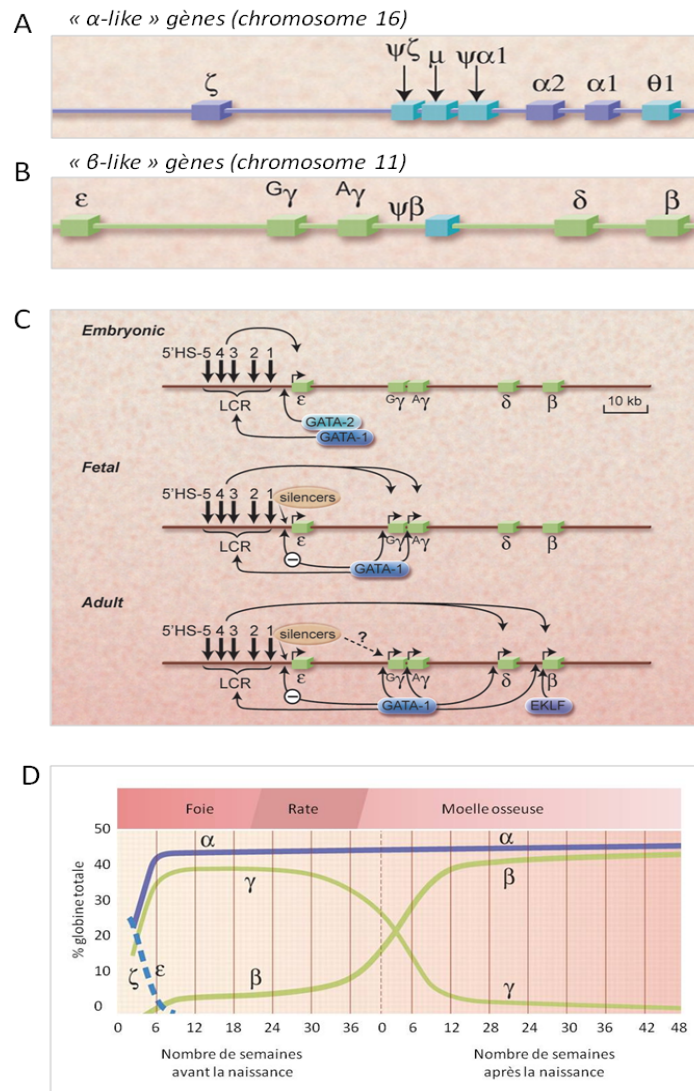 A « α-like » gènes (chromosome 16)
ζ ψζ μ ψα1 α2 α1 θ1
B « β-like » gènes (chromosome 11)
ε Gγ Aγ ψβ δ β
C
Embryonic
5'HS-5 4 3 2 1
ε Gγ Aγ δ β
LCR
10 kb
GATA-2
GATA-1
Fetal
5'HS-5 4 3 2 1 silencers
ε Gγ Aγ δ β
LCR
−
GATA-1
Adult
5'HS-5 4 3 2 1 silencers ?
ε Gγ Aγ δ β
LCR
−
GATA-1 EKLF
D
Foie Rate Moelle osseuse
50
40
30
20
10
0
% globine totale
α α
γ β
ζ ε β γ
0 6 12 18 24 30 36 0 6 12 18 24 30 36 42 48
Nombre de semaines
avant la naissance
Nombre de semaines
après la naissance